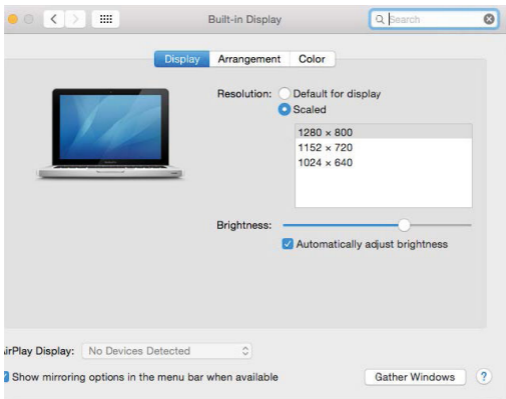 Built-in Display
Search
Display Arrangement Color
Resolution: Default for display
Scaled
1280 × 800
1152 × 720
1024 × 640
Brightness:
Automatically adjust brightness
irPlay Display: No Devices Detected
Show mirroring options in the menu bar when available
Gather Windows ?